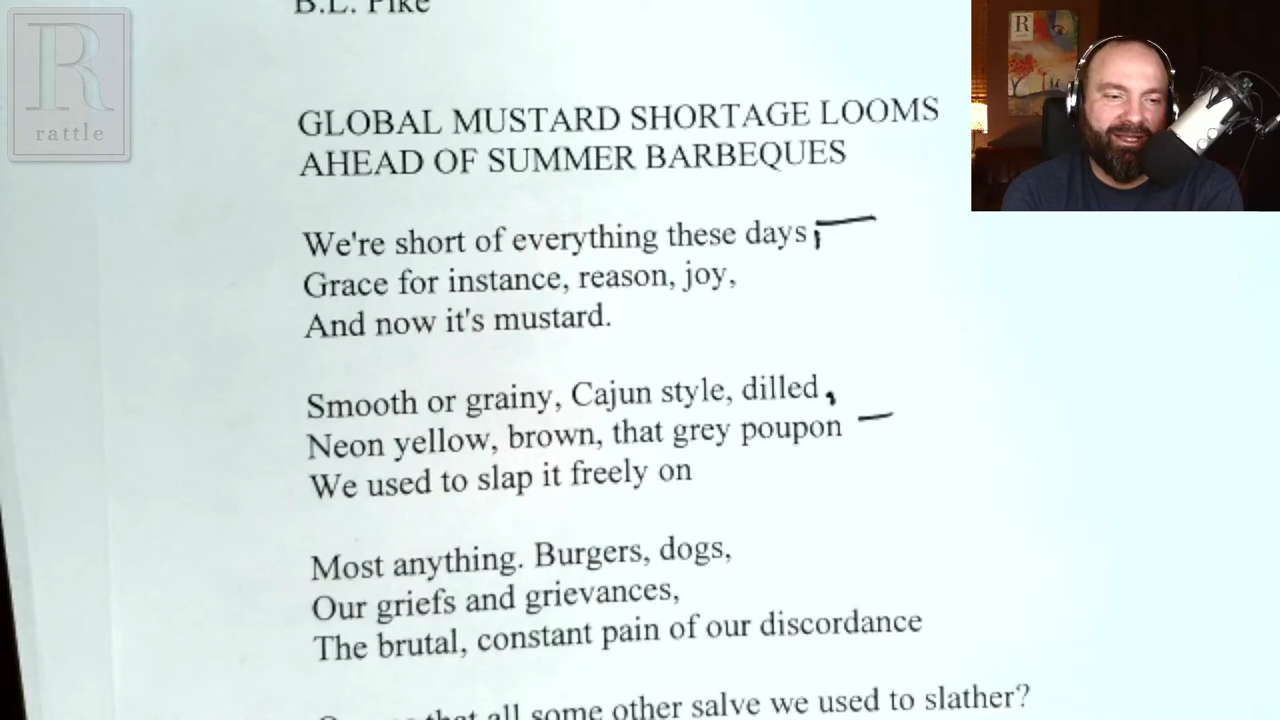 B.L. Pike
R
rattle
R
GLOBAL MUSTARD SHORTAGE LOOMS
AHEAD OF SUMMER BARBEQUES
We're short of everything these days, —
Grace for instance, reason, joy,
And now it's mustard.
Smooth or grainy, Cajun style, dilled,
Neon yellow, brown, that grey poupon —
We used to slap it freely on
Most anything. Burgers, dogs,
Our griefs and grievances,
The brutal, constant pain of our discordance
that all some other salve we used to slather?